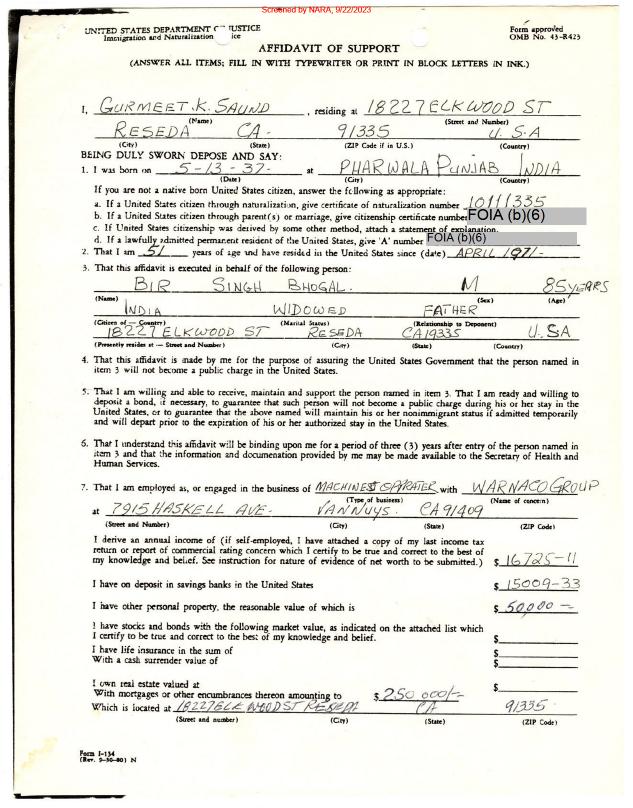 Screened by NARA, 9/22/2023
UNITED STATES DEPARTMENT OF JUSTICE Form approved
Immigration and Naturalization ice OMB No. 43-R423
AFFIDAVIT OF SUPPORT
(ANSWER ALL ITEMS; FILL IN WITH TYPEWRITER OR PRINT IN BLOCK LETTERS IN INK.)
I, GURMEET.K. SAUND , residing at 18227 ELKWOOD ST
(Name) (Street and Number)
RESEDA CA- 91335 U.S.A
(City) (State) (ZIP Code if in U.S.) (Country)
BEING DULY SWORN DEPOSE AND SAY:
1. I was born on 5-13-37- at PHARWALA PUNJAB INDIA
(Date) (City) (Country)
If you are not a native born United States citizen, answer the following as appropriate:
a. If a United States citizen through naturalization, give certificate of naturalization number 10111335
b. If a United States citizen through parent(s) or marriage, give citizenship certificate number FOIA (b)(6)
c. If United States citizenship was derived by some other method, attach a statement of explanation.
d. If a lawfully admitted permanent resident of the United States, give 'A' number FOIA (b)(6)
2. That I am 51 years of age and have resided in the United States since (date) APRIL 1971-
3. That this affidavit is executed in behalf of the following person:
BIR SINGH BHOGAL. M 85 YEARS
(Name) (Sex) (Age)
INDIA WIDOWED FATHER
(Citizen of — Country) (Marital Status) (Relationship to Deponent)
18227 ELKWOOD ST RESEDA CA19335 U.SA
(Presently resides at — Street and Number) (City) (State) (Country)
4. That this affidavit is made by me for the purpose of assuring the United States Government that the person named in
item 3 will not become a public charge in the United States.
5. That I am willing and able to receive, maintain and support the person named in item 3. That I am ready and willing to
deposit a bond, if necessary, to guarantee that such person will not become a public charge during his or her stay in the
United States, or to guarantee that the above named will maintain his or her nonimmigrant status if admitted temporarily
and will depart prior to the expiration of his or her authorized stay in the United States.
6. That I understand this affidavit will be binding upon me for a period of three (3) years after entry of the person named in
item 3 and that the information and documenation provided by me may be made available to the Secretary of Health and
Human Services.
7. That I am employed as, or engaged in the business of MACHINEST OPARATER with WARNACO GROUP
(Type of business) (Name of concern)
at 7915 HASKELL AVE- VANNUYS. CA 91409
(Street and Number) (City) (State) (ZIP Code)
I derive an annual income of (if self-employed, I have attached a copy of my last income tax
return or report of commercial rating concern which I certify to be true and correct to the best of
my knowledge and belief. See instruction for nature of evidence of net worth to be submitted.) $ 16725-11
I have on deposit in savings banks in the United States $ 15009-33
I have other personal property, the reasonable value of which is $ 50,000 —
I have stocks and bonds with the following market value, as indicated on the attached list which
I certify to be true and correct to the best of my knowledge and belief. $
I have life insurance in the sum of $
With a cash surrender value of $
I own real estate valued at $
With mortgages or other encumbrances thereon amounting to $ 250 000/-
Which is located at 18227 ELK WOOD ST RESEDA CA 91335
(Street and number) (City) (State) (ZIP Code)
Form I-134
(Rev. 9-30-80) N